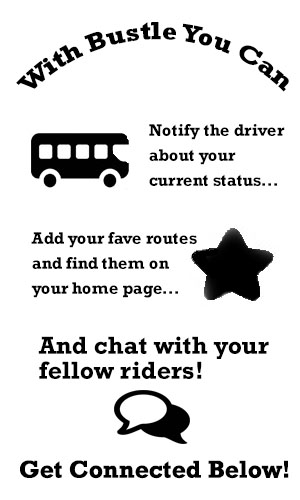 With Bustle You Can
Notify the driver
about your
current status...
Add your fave routes
and find them on
your home page...
And chat with your
fellow riders!
Get Connected Below!